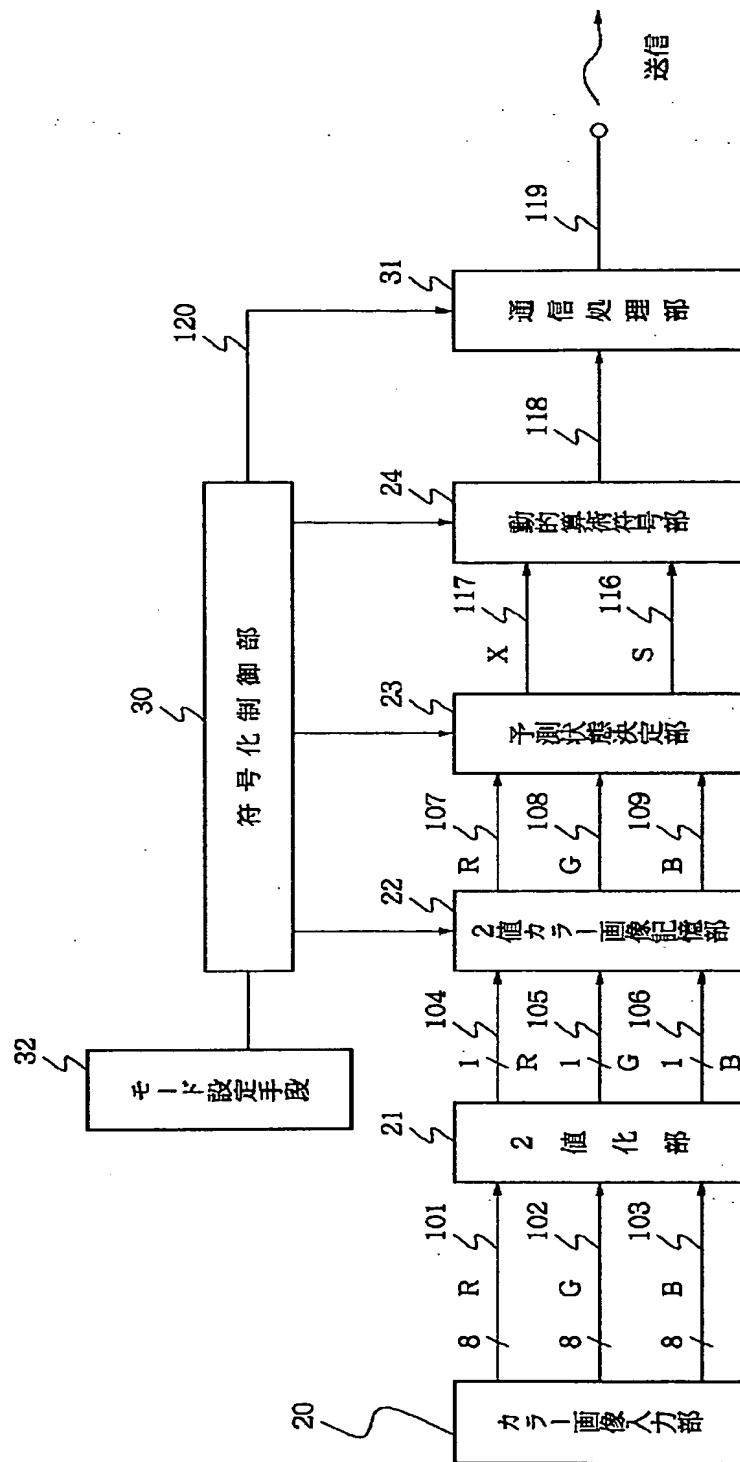 32
モード設定手段
30
符号化制御部
120
20
カラー画像入力部
8
R
101
8
G
102
8
B
103
21
2値化部
1
R
104
1
G
105
1
B
106
22
2値カラー画像記憶部
R
107
G
108
B
109
23
予測状態決定部
X
117
S
116
24
動的算術符号部
118
31
通信処理部
119
送信